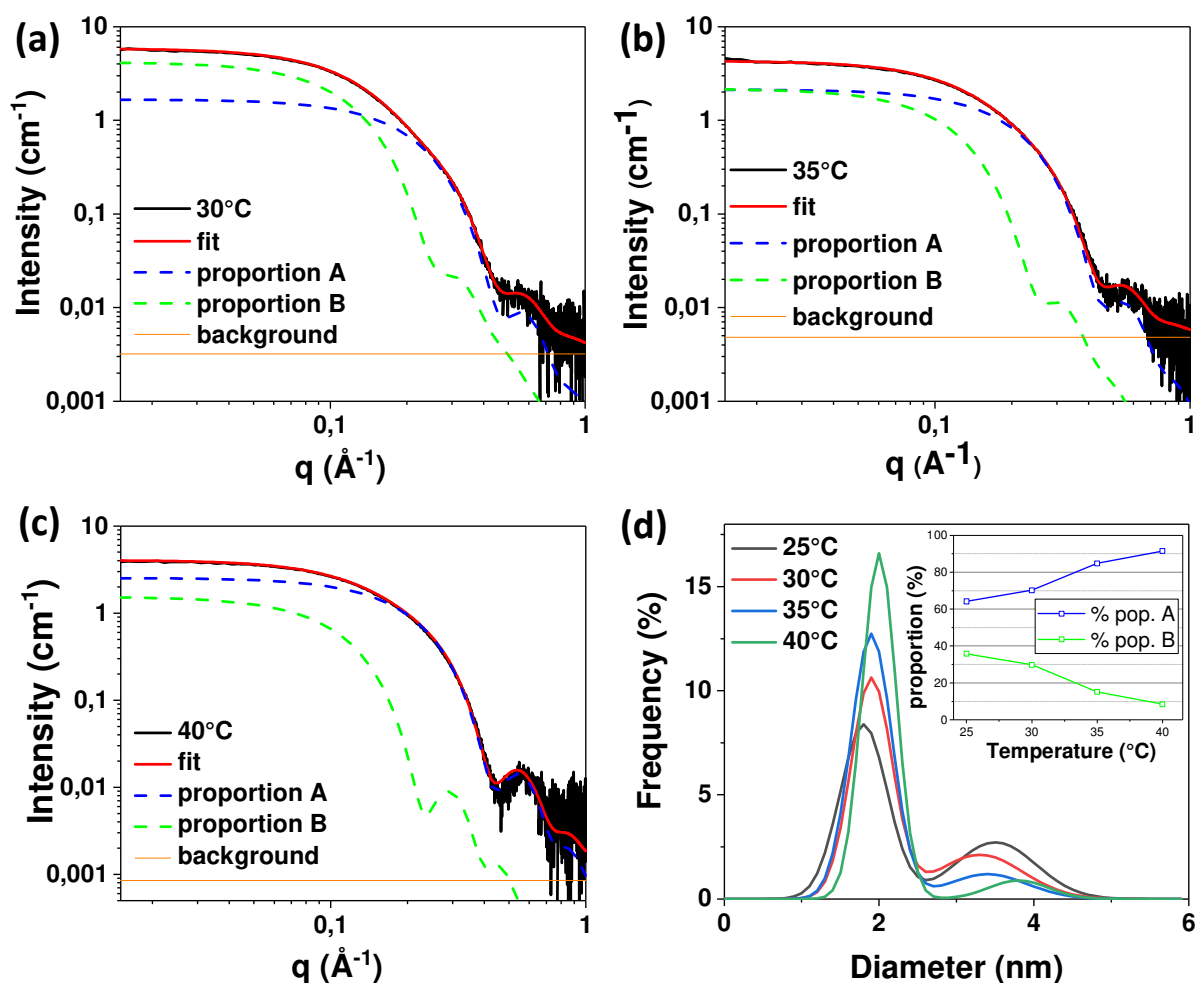 (a)
10
1
0,1
0,01
0,001
Intensity (cm⁻¹)
30°C
fit
proportion A
proportion B
background
0,1
1
q (Å⁻¹)
(b)
10
1
0,1
0,01
0,001
Intensity (cm⁻¹)
35°C
fit
proportion A
proportion B
background
0,1
1
q (A⁻¹)
(c)
10
1
0,1
0,01
0,001
Intensity (cm⁻¹)
40°C
fit
proportion A
proportion B
background
0,1
1
q (Å⁻¹)
(d)
15
10
5
0
Frequency (%)
25°C
30°C
35°C
40°C
0
2
4
6
Diameter (nm)
100
80
60
40
20
0
proportion (%)
% pop. A
% pop. B
25
30
35
40
Temperature (°C)